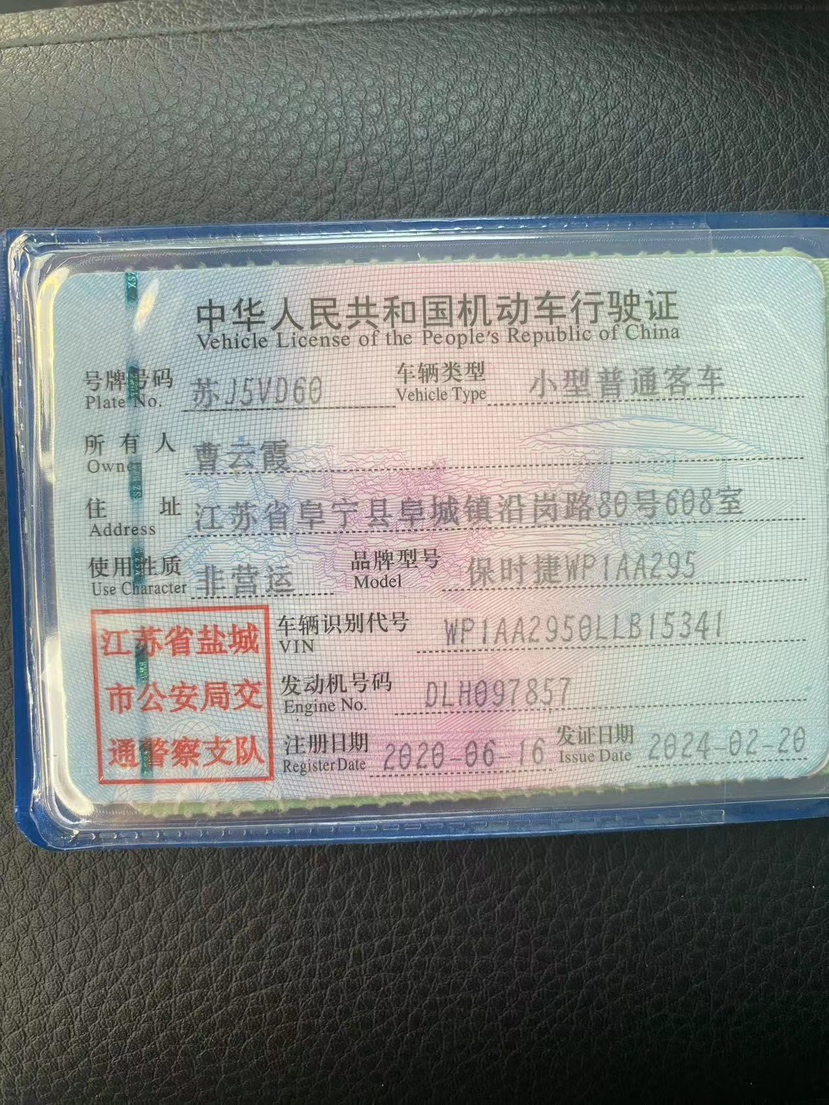 中华人民共和国机动车行驶证
Vehicle License of the People's Republic of China
号牌号码 苏J5VD60 车辆类型 小型普通客车
Plate No. Vehicle Type
所有人 曹云霞
Owner
住址 江苏省阜宁县阜城镇沿岗路80号608室
Address
使用性质 非营运 品牌型号 保时捷WP1AA295
Use Character Model
江苏省盐城
市公安局交
通警察支队
车辆识别代号 WP1AA2950LLB15341
VIN
发动机号码 DLH097857
Engine No.
注册日期 2020-06-16 发证日期 2024-02-20
Register Date Issue Date